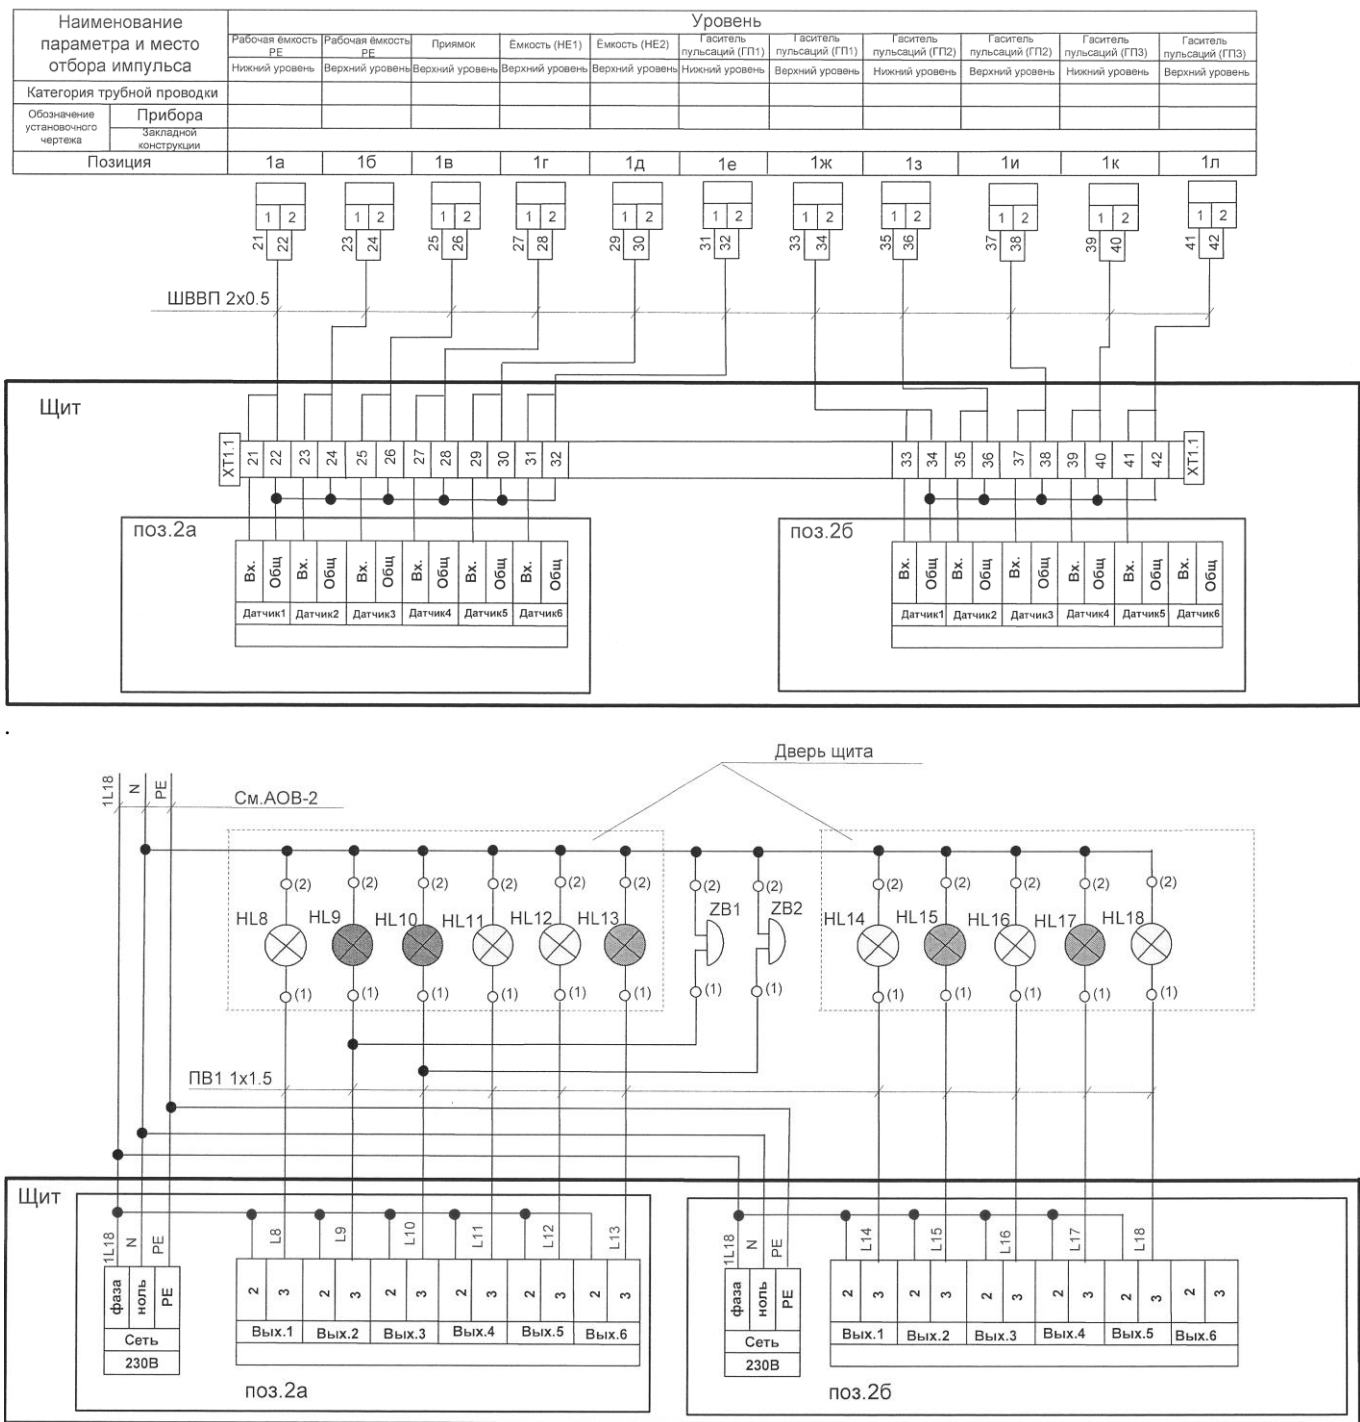 Наименование
параметра и место
отбора импульса
Уровень
Рабочая ёмкость РЕ
Рабочая ёмкость РЕ
Приямок
Ёмкость (НЕ1)
Ёмкость (НЕ2)
Гаситель пульсаций (ГП1)
Гаситель пульсаций (ГП1)
Гаситель пульсаций (ГП2)
Гаситель пульсаций (ГП2)
Гаситель пульсаций (ГП3)
Гаситель пульсаций (ГП3)
Нижний уровень Верхний уровень Верхний уровень Верхний уровень Верхний уровень Нижний уровень Верхний уровень Нижний уровень Верхний уровень Нижний уровень Верхний уровень
Категория трубной проводки
Обозначение
установочного
чертежа
Прибора
Закладной
конструкции
Позиция 1а 1б 1в 1г 1д 1е 1ж 1з 1и 1к 1л
1 2 1 2 1 2 1 2 1 2 1 2 1 2 1 2 1 2 1 2 1 2
21 22 23 24 25 26 27 28 29 30 31 32 33 34 35 36 37 38 39 40 41 42
ШВВП 2х0.5
Щит
XT1.1 21 22 23 24 25 26 27 28 29 30 31 32 33 34 35 36 37 38 39 40 41 42 XT1.1
поз.2а
поз.2б
Вх. Общ Вх. Общ Вх. Общ Вх. Общ Вх. Общ Вх. Общ
Вх. Общ Вх. Общ Вх. Общ Вх. Общ Вх. Общ Вх. Общ
Датчик1 Датчик2 Датчик3 Датчик4 Датчик5 Датчик6
Датчик1 Датчик2 Датчик3 Датчик4 Датчик5 Датчик6
Дверь щита
1L18 N PE
См.АОВ-2
(2) (2) (2) (2) (2) (2) (2) (2) (2) (2) (2) (2) (2)
HL8 HL9 HL10 HL11 HL12 HL13 ZB1 ZB2 HL14 HL15 HL16 HL17 HL18
(1) (1) (1) (1) (1) (1) (1) (1) (1) (1) (1) (1) (1)
ПВ1 1х1.5
Щит
1L18 N PE L8 L9 L10 L11 L12 L13
1L18 N PE L14 L15 L16 L17 L18
фаза ноль PE
2 3 2 3 2 3 2 3 2 3 2 3
фаза ноль PE
2 3 2 3 2 3 2 3 2 3 2 3
Сеть
230В
Вых.1 Вых.2 Вых.3 Вых.4 Вых.5 Вых.6
Сеть
230В
Вых.1 Вых.2 Вых.3 Вых.4 Вых.5 Вых.6
поз.2а
поз.2б